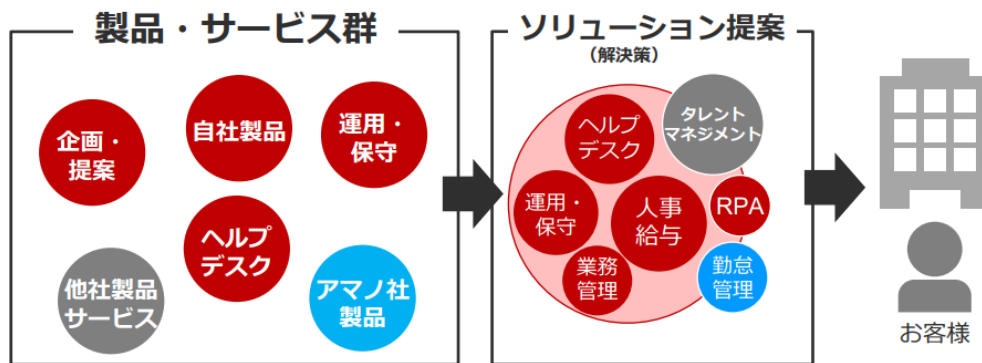 製品・サービス群
企画・
提案
自社製品
運用・
保守
ヘルプ
デスク
他社製品
サービス
アマノ社
製品
ソリューション提案
(解決策)
ヘルプ
デスク
タレント
マネジメント
運用・
保守
人事
給与
RPA
業務
管理
勤怠
管理
お客様